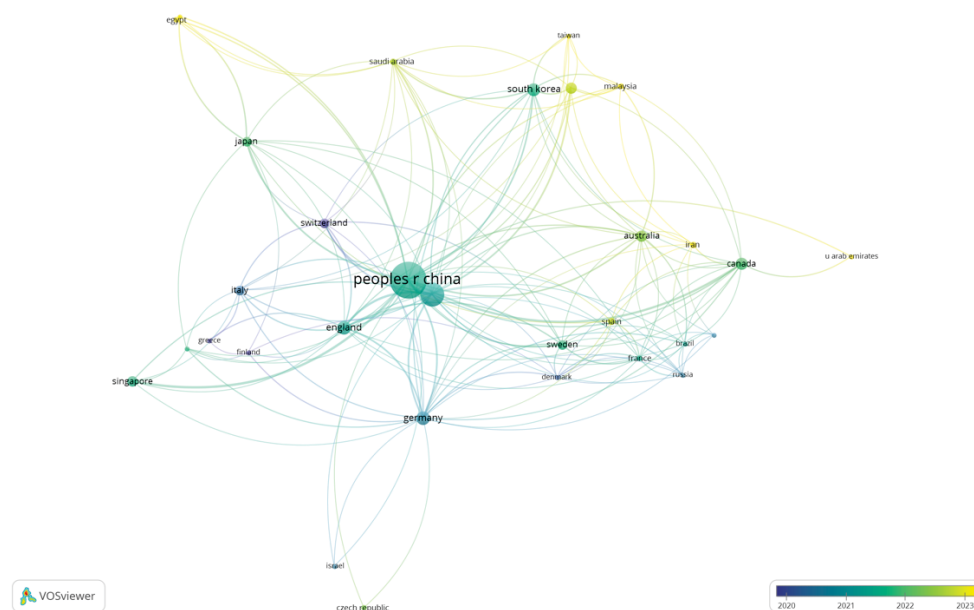 egypt
taiwan
saudi arabia
south korea
malaysia
japan
switzerland
australia
iran
u arab emirates
canada
peoples r china
italy
spain
england
greece
sweden
brazil
finland
france
singapore
denmark
russia
germany
israel
czech republic
VOSviewer
2020 2021 2022 2023